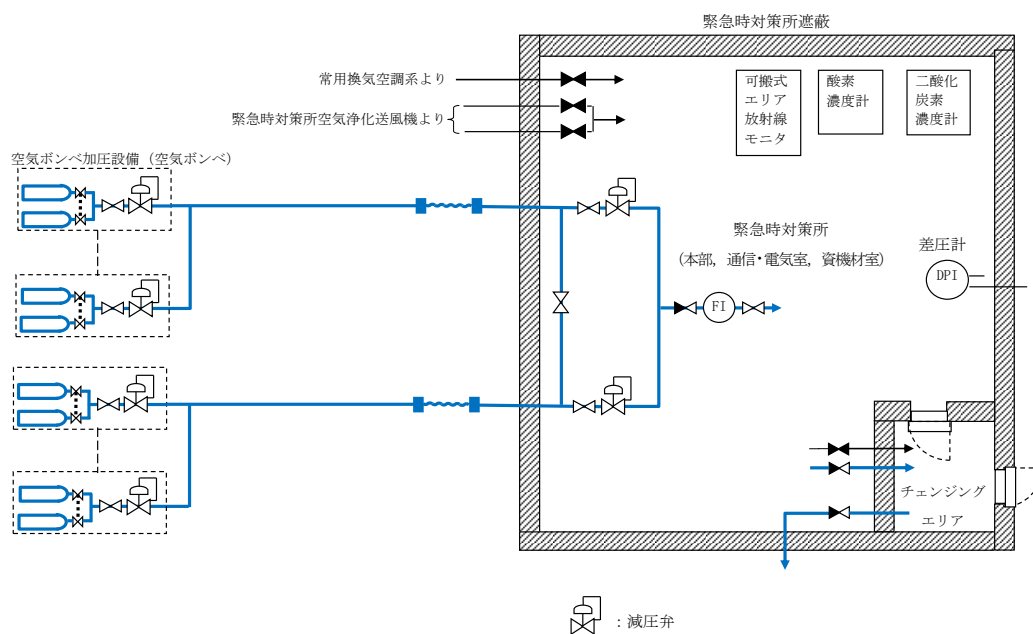 緊急時対策所遮蔽
常用換気空調系より
緊急時対策所空気浄化送風機より
可搬式
エリア
放射線
モニタ
酸素
濃度計
二酸化
炭素
濃度計
空気ボンベ加圧設備（空気ボンベ）
緊急時対策所
（本部，通信・電気室，資機材室）
差圧計
DPI
FI
チェンジング
エリア
：減圧弁